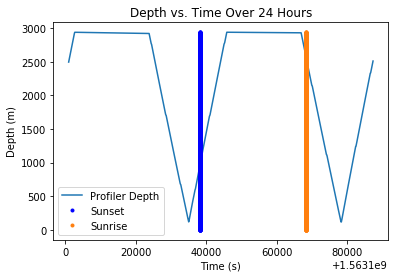 Depth vs. Time Over 24 Hours
3000
2500
2000
1500
1000
500
0
Depth (m)
Profiler Depth
Sunset
Sunrise
0 20000 40000 60000 80000
Time (s)
+1.5631e9